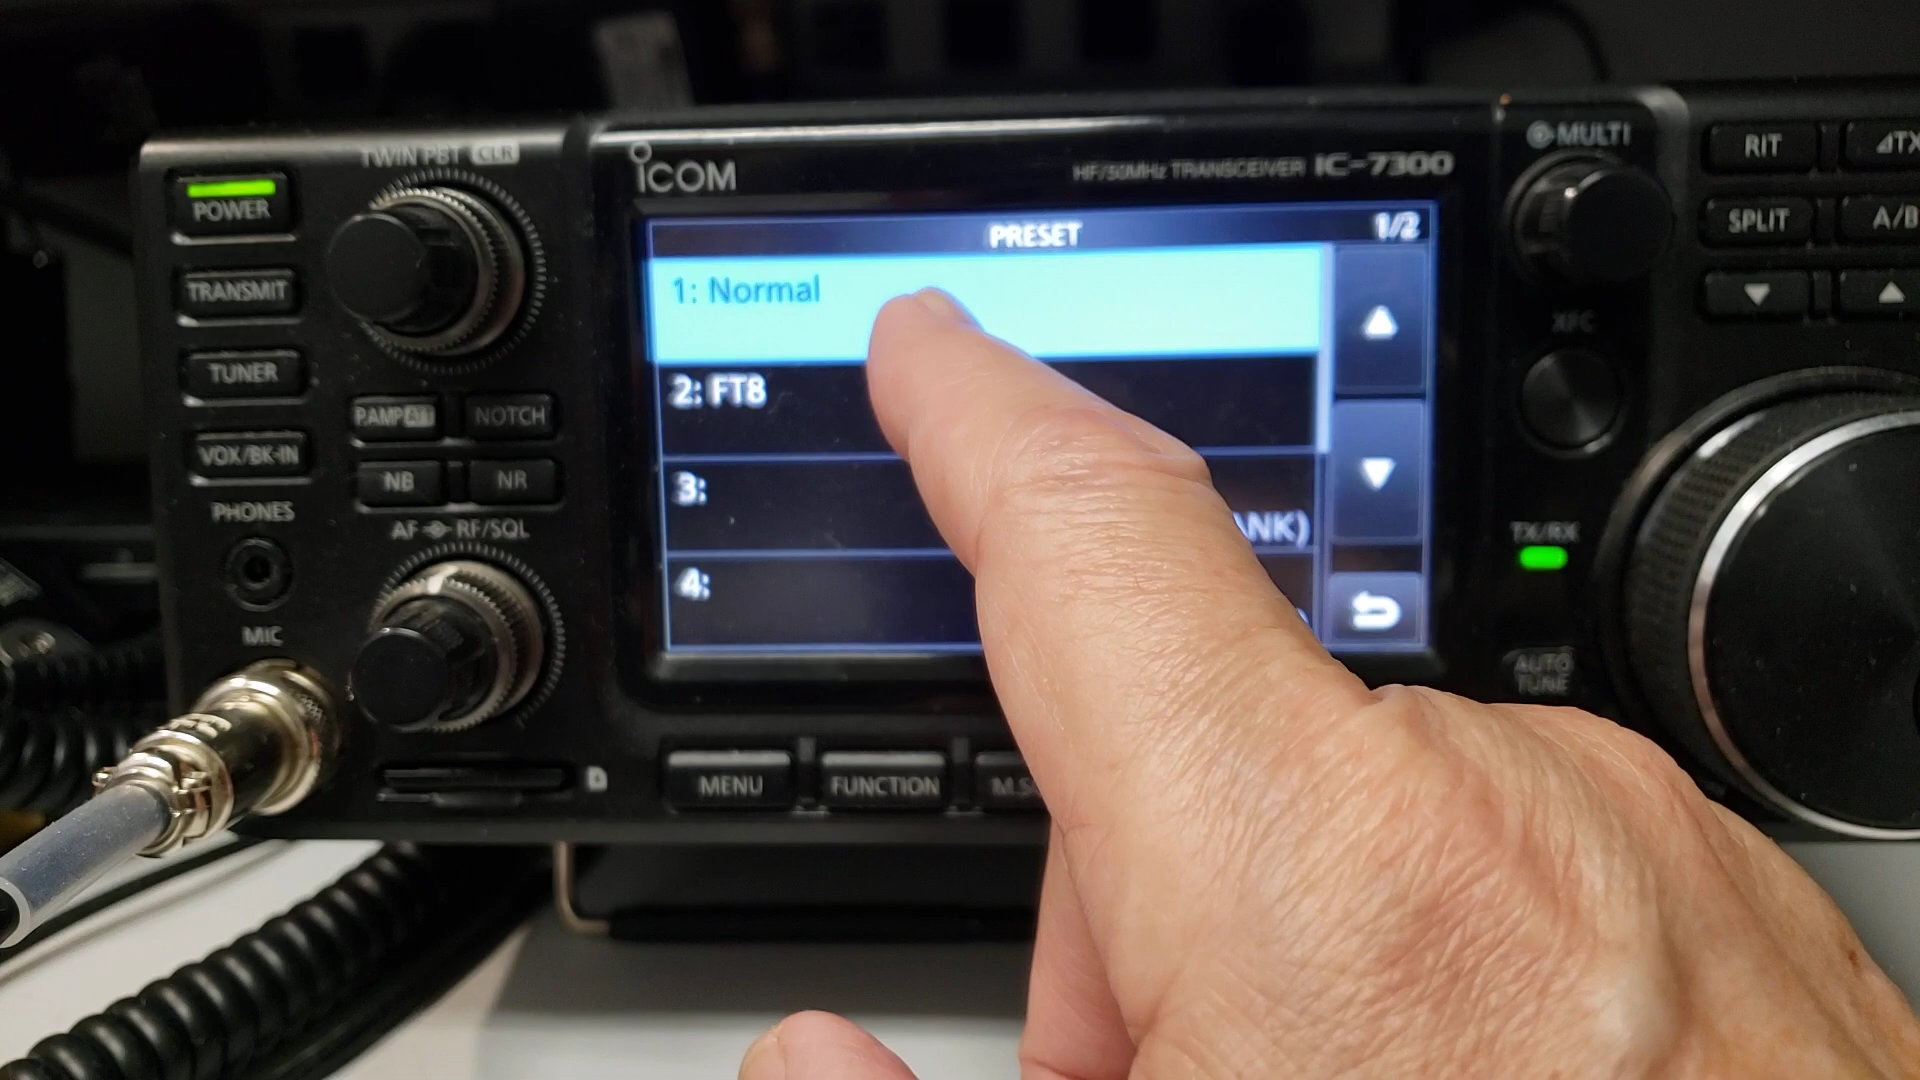 TWIN PBT CLR
ICOM
HF/50MHz TRANSCEIVER IC-7300
MULTI
RIT
POWER
PRESET
1/2
SPLIT
A/B
1: Normal
TRANSMIT
XFC
TUNER
2: FT8
P.AMP ATT
NOTCH
VOX/BK-IN
NB
NR
3:
PHONES
AF RF/SQL
TX/RX
4:
MIC
AUTO
TUNE
MENU
FUNCTION